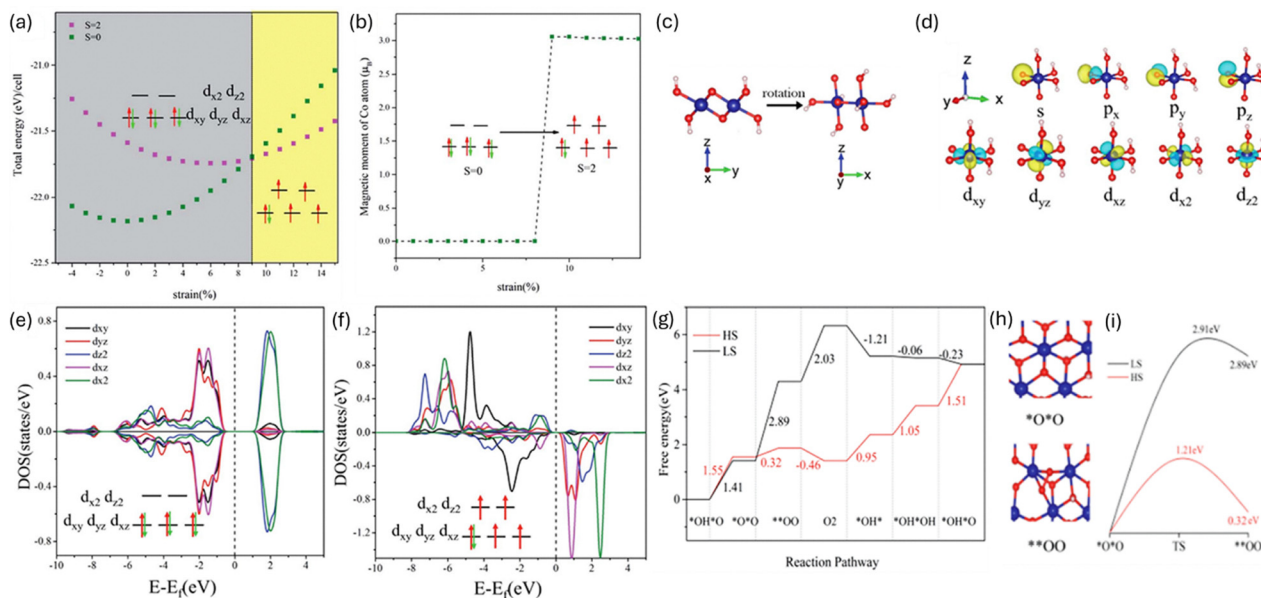 (a)
S=2
S=0
-21.0
-21.5
-22.0
-22.5
Total energy (eV)/cell
dx2 dz2
dxy dyz dxz
-4 -2 0 2 4 6 8 10 12 14
strain(%)
(b)
3.0
2.5
2.0
1.5
1.0
0.5
0.0
Magnetic moment of Co atom (μB)
S=0
S=2
0 5 10
strain(%)
(c)
rotation
z
x y
z
y x
(d)
z
y x
s px py pz
dxy dyz dxz dx2 dz2
(e)
dxy
dyz
dz2
dxz
dx2
0.8
0.4
0.0
-0.4
-0.8
DOS(states/eV)
dx2 dz2
dxy dyz dxz
-10 -8 -6 -4 -2 0 2 4
E-Ef(eV)
(f)
dxy
dyz
dz2
dxz
dx2
1.2
0.8
0.4
0.0
-0.4
-0.8
-1.2
DOS(states/eV)
dx2 dz2
dxy dyz dxz
-10 -8 -6 -4 -2 0 2 4
E-Ef(eV)
(g)
HS
LS
6
4
2
0
Free energy(eV)
1.55
1.41
0.32
2.89
-0.46
2.03
0.95
-1.21
1.05
-0.06
1.51
-0.23
*OH*O *O*O **OO O2 *OH* *OH*OH *OH*O
Reaction Pathway
(h)
*O*O
**OO
(i)
LS
HS
2.91eV
2.89eV
1.21eV
0.32 eV
*O*O TS **OO